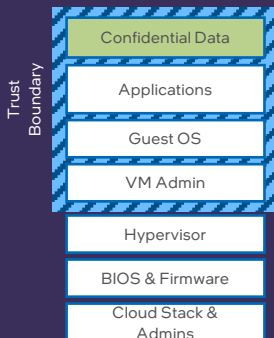 Trust
Boundary
Confidential Data
Applications
Guest OS
VM Admin
Hypervisor
BIOS & Firmware
Cloud Stack &
Admins